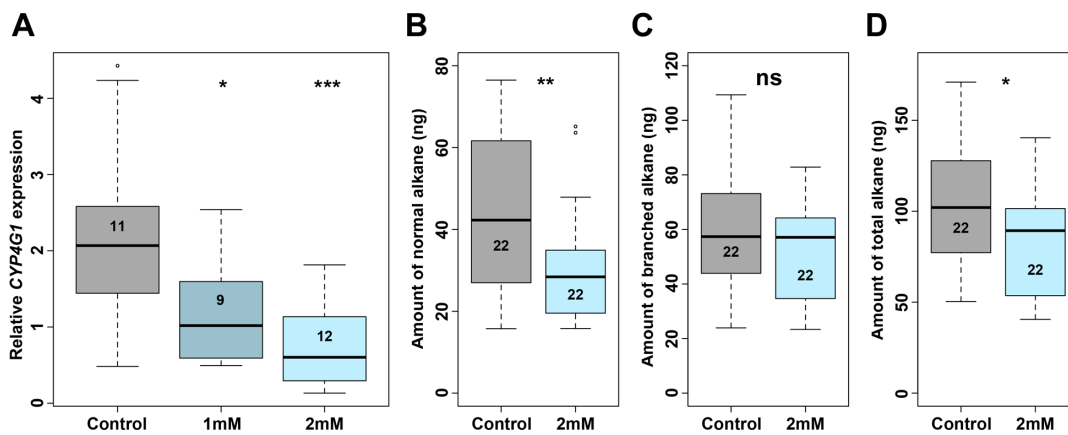 A
Relative CYP4G1 expression
4
3
2
1
0
* ***
11
9
12
Control 1mM 2mM
B
Amount of normal alkane (ng)
80
60
40
20
0
**
22
22
Control 2mM
C
Amount of branched alkane (ng)
120
100
80
60
40
20
0
ns
22
22
Control 2mM
D
Amount of total alkane (ng)
150
100
50
0
*
22
22
Control 2mM